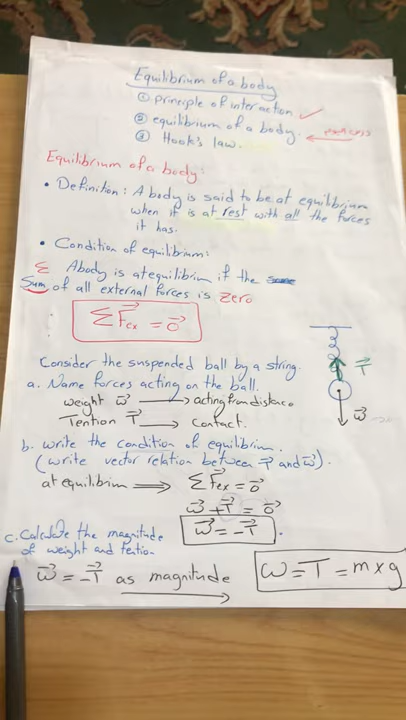 Equilibrium of a body
① principle of interaction ✓
② equilibrium of a body.
③ Hook's law.
Equilibrium of a body:
• Definition: A body is said to be at equilibrium
when it is at rest with all the forces
it has.
• Condition of equilibrium:
Σ A body is at equilibrium if the
Sum of all external forces is zero
ΣF⃗ex = 0⃗
Consider the suspended ball by a string.
a. Name forces acting on the ball.
weight w⃗ → acting from distance
Tention T⃗ → contact.
T⃗
w⃗
b. write the condition of equilibrium.
(write vector relation between T⃗ and w⃗).
at equilibrium ⇒ ΣF⃗ex = 0⃗
w⃗ + T⃗ = 0⃗
w⃗ = -T⃗ .
c. Calculate the magnitude
of weight and tention
w⃗ = -T⃗ as magnitude
w = T = m x g